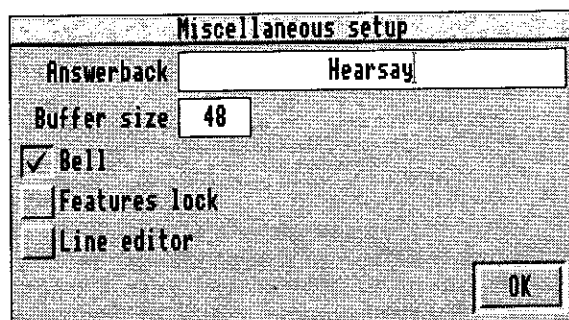 Miscellaneous setup
Answerback Hearsay
Buffer size 48
Bell
Features lock
Line editor
OK